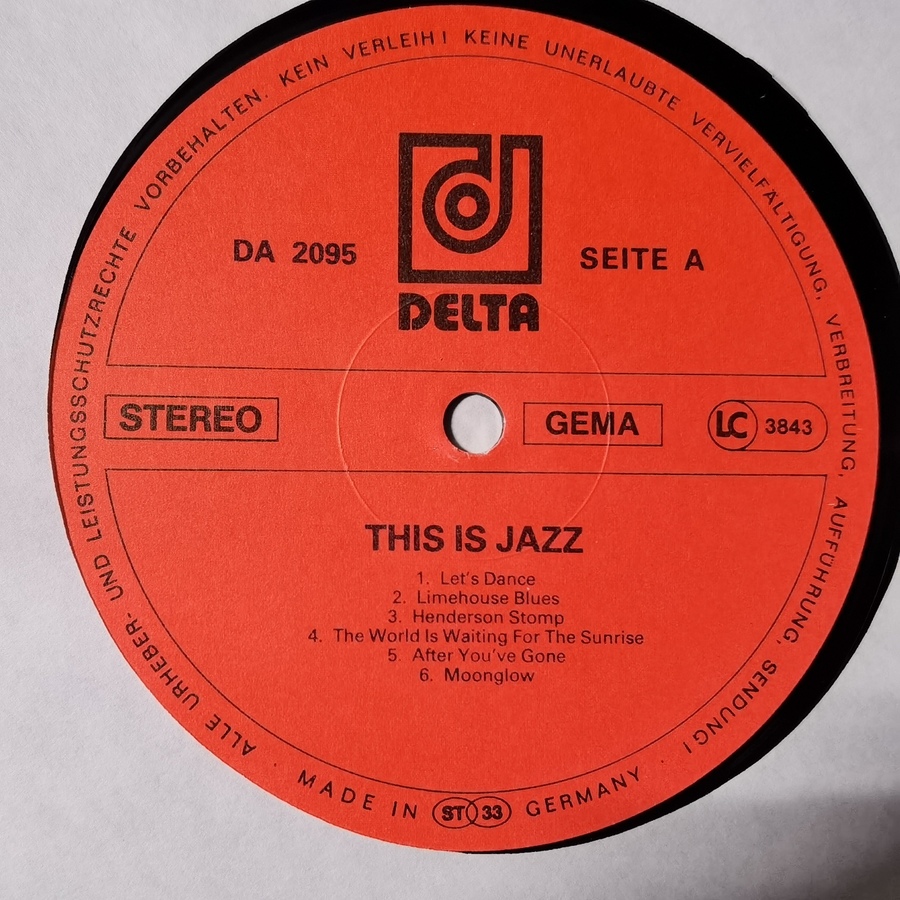 ALLE URHEBER- UND LEISTUNGSSCHUTZRECHTE VORBEHALTEN. KEIN VERLEIH! KEINE UNERLAUBTE VERVIELFÄLTIGUNG, VERBREITUNG, AUFFÜHRUNG, SENDUNG!
DA 2095
SEITE A
DELTA
STEREO
GEMA
LC 3843
THIS IS JAZZ
1. Let's Dance
2. Limehouse Blues
3. Henderson Stomp
4. The World Is Waiting For The Sunrise
5. After You've Gone
6. Moonglow
MADE IN ST 33 GERMANY